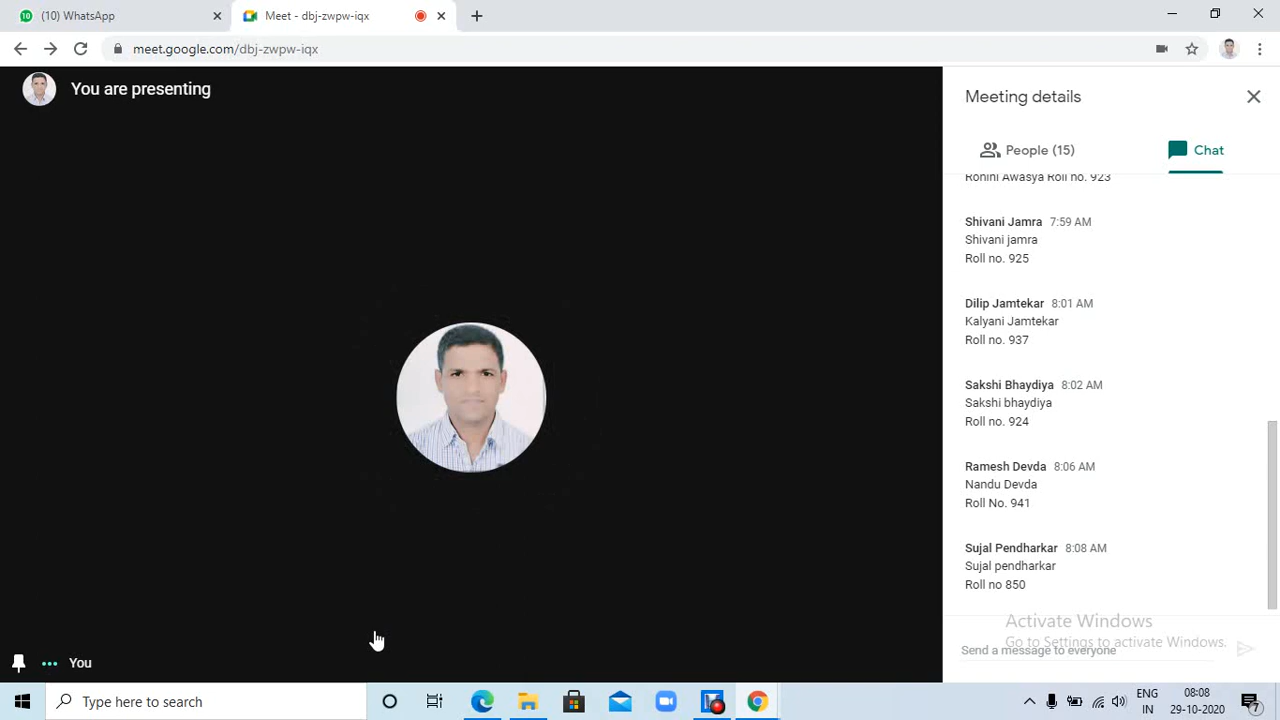 (10) WhatsApp
Meet - dbj-zwpw-iqx
meet.google.com/dbj-zwpw-iqx
You are presenting
Meeting details
People (15)
Chat
Rohini Awasya Roll no. 923
Shivani Jamra 7:59 AM
Shivani jamra
Roll no. 925
Dilip Jamtekar 8:01 AM
Kalyani Jamtekar
Roll no. 937
Sakshi Bhaydiya 8:02 AM
Sakshi bhaydiya
Roll no. 924
Ramesh Devda 8:06 AM
Nandu Devda
Roll No. 941
Sujal Pendharkar 8:08 AM
Sujal pendharkar
Roll no 850
Activate Windows
Go to Settings to activate Windows.
Send a message to everyone
You
Type here to search
ENG
IN
08:08
29-10-2020
7